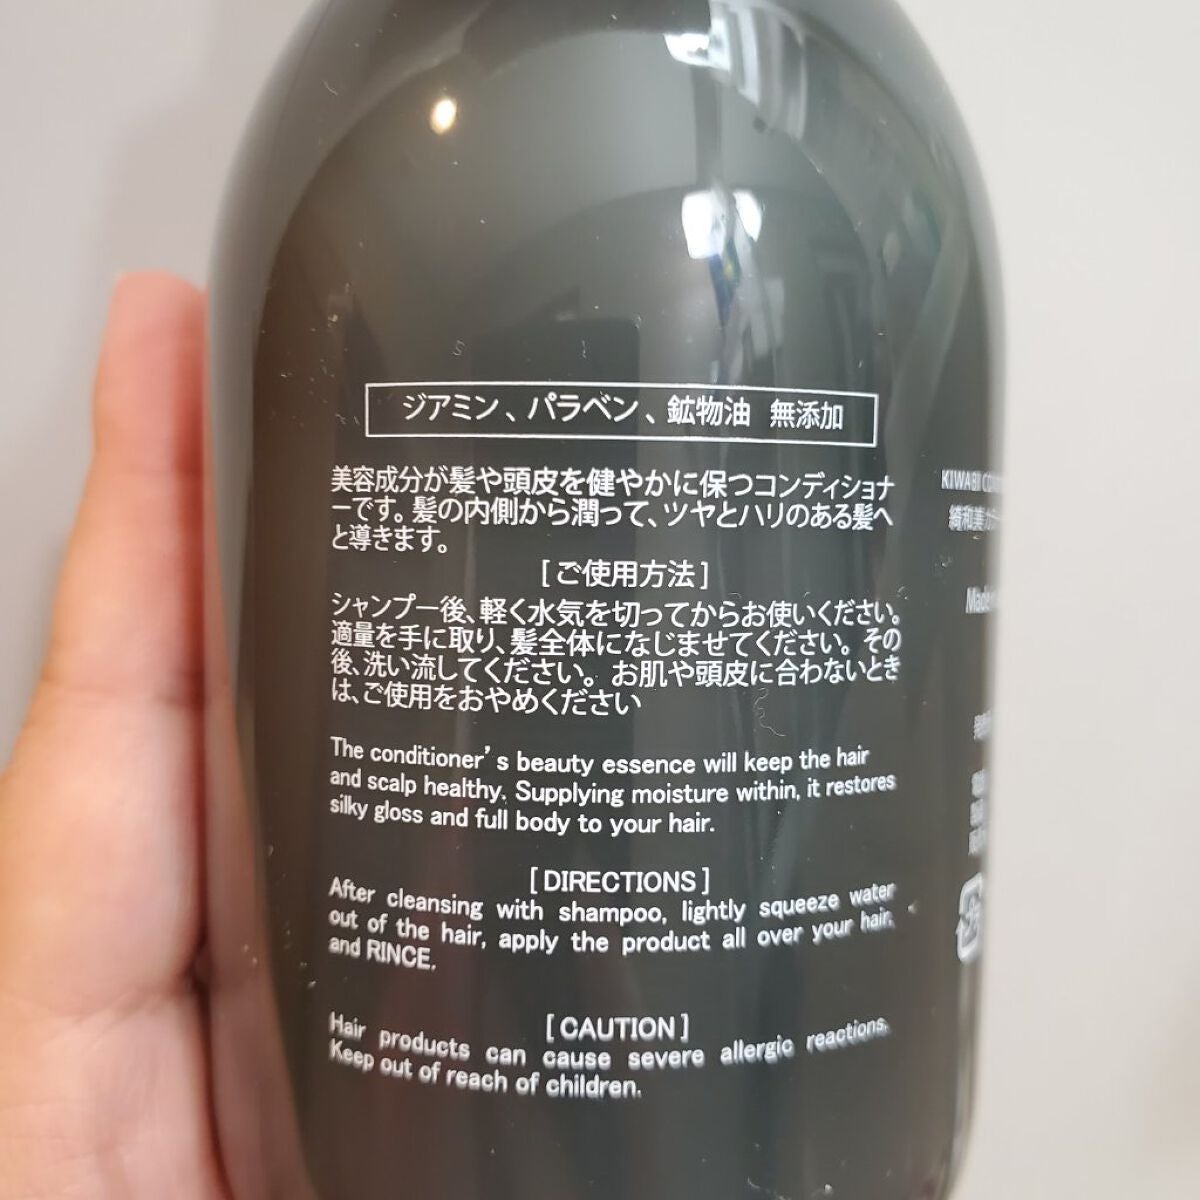 ジアミン、パラベン、鉱物油 無添加
美容成分が髪や頭皮を健やかに保つコンディショナ
ーです。髪の内側から潤って、ツヤとハリのある髪へ
と導きます。
[ご使用方法]
シャンプー後、軽く水気を切ってからお使いください。
適量を手に取り、髪全体になじませてください。その
後、洗い流してください。お肌や頭皮に合わないとき
は、ご使用をおやめください
The conditioner's beauty essence will keep the hair
and scalp healthy. Supplying moisture within, it restores
silky gloss and full body to your hair.
[DIRECTIONS]
After cleansing with shampoo, lightly squeeze water
out of the hair, apply the product all over your hair,
and RINCE.
[CAUTION]
Hair products can cause severe allergic reactions.
Keep out of reach of children.
KIWABI
綺和美
Made